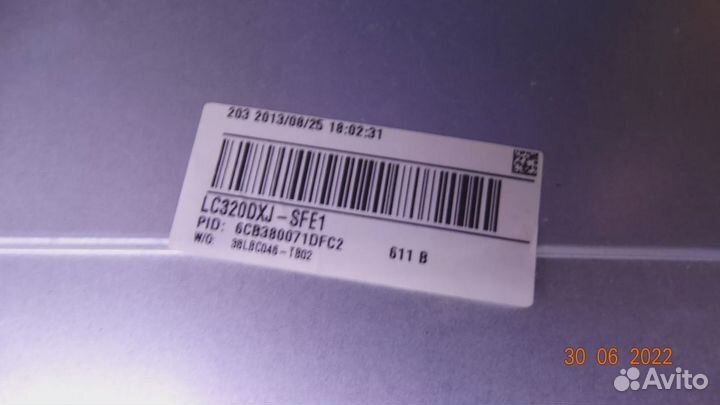 203 2013/08/25 18:02:31
LC320DXJ-SFE1
PID: 6CB380071DFC2 611 B
W/O: 38LBC046-TB02
30 06 2022
Avito